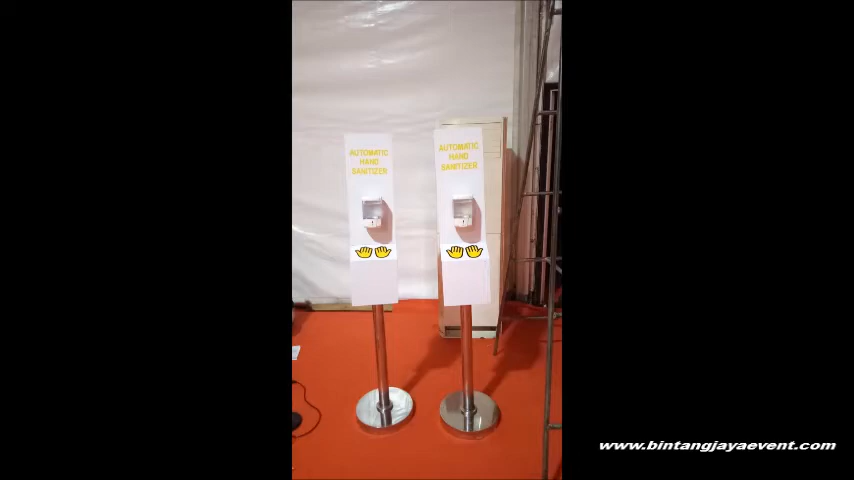 AUTOMATIC
HAND
SANITIZER
AUTOMATIC
HAND
SANITIZER
www.bintangjayaevent.com